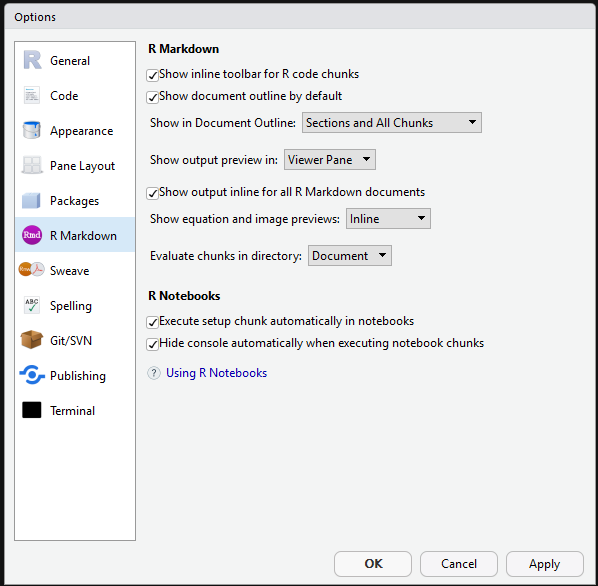 Options
General
Code
Appearance
Pane Layout
Packages
Rmd R Markdown
Sweave
ABC Spelling
Git/SVN
Publishing
Terminal
R Markdown
Show inline toolbar for R code chunks
Show document outline by default
Show in Document Outline: Sections and All Chunks
Show output preview in: Viewer Pane
Show output inline for all R Markdown documents
Show equation and image previews: Inline
Evaluate chunks in directory: Document
R Notebooks
Execute setup chunk automatically in notebooks
Hide console automatically when executing notebook chunks
? Using R Notebooks
OK Cancel Apply